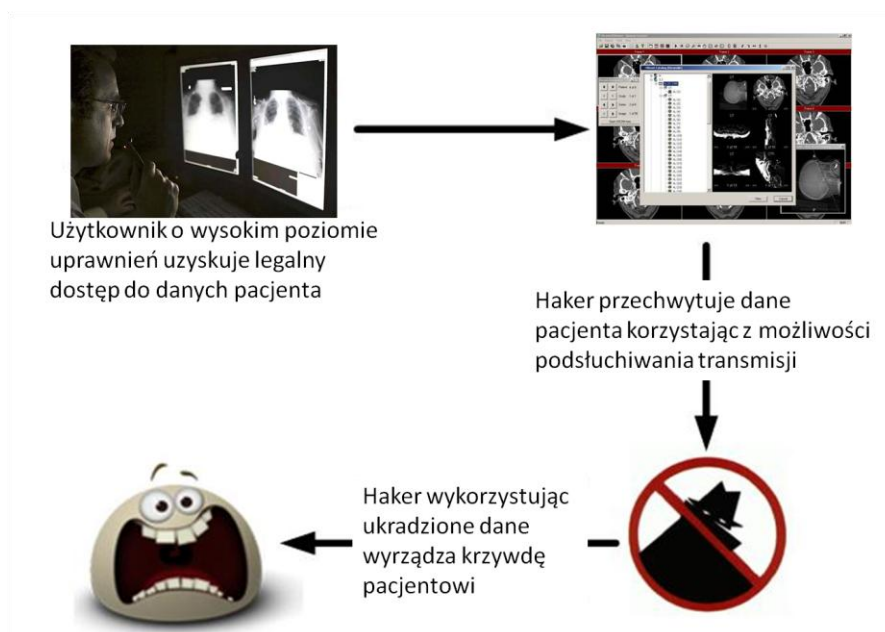 Użytkownik o wysokim poziomie
uprawnień uzyskuje legalny
dostęp do danych pacjenta
Haker przechwytuje dane
pacjenta korzystając z możliwości
podsłuchiwania transmisji
Haker wykorzystując
ukradzione dane
wyrządza krzywdę
pacjentowi